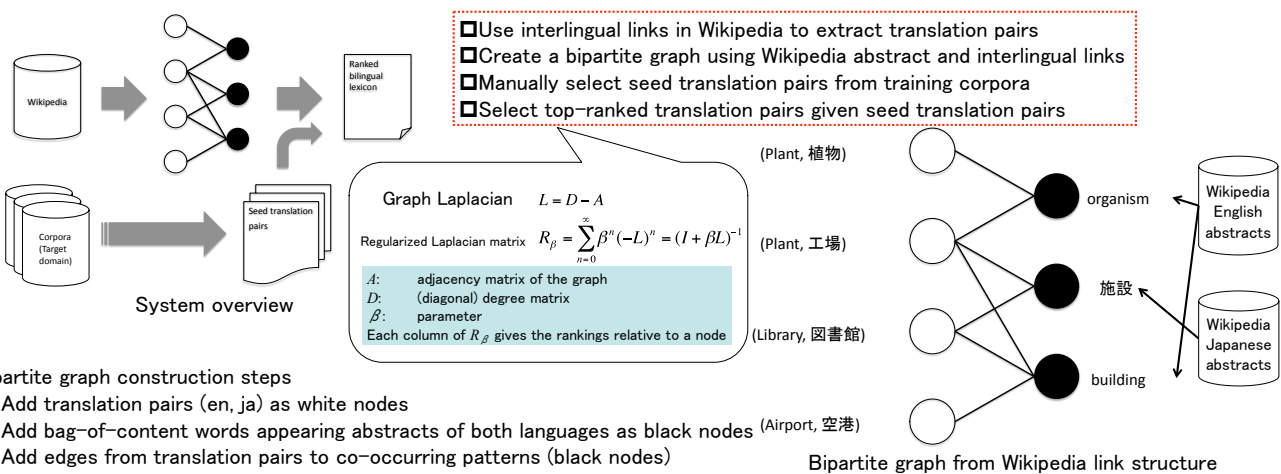 □Use interlingual links in Wikipedia to extract translation pairs
□Create a bipartite graph using Wikipedia abstract and interlingual links
□Manually select seed translation pairs from training corpora
□Select top-ranked translation pairs given seed translation pairs
Wikipedia
Ranked
bilingual
lexicon
Corpora
(Target
domain)
Seed translation
pairs
System overview
Graph Laplacian L = D − A
Regularized Laplacian matrix R_β = ∑_{n=0}^{∞} β^n (−L)^n = (I + βL)^{−1}
A: adjacency matrix of the graph
D: (diagonal) degree matrix
β: parameter
Each column of R_β gives the rankings relative to a node
(Plant, 植物)
(Plant, 工場)
(Library, 図書館)
(Airport, 空港)
organism
施設
building
Wikipedia
English
abstracts
Wikipedia
Japanese
abstracts
Bipartite graph from Wikipedia link structure
partite graph construction steps
Add translation pairs (en, ja) as white nodes
Add bag-of-content words appearing abstracts of both languages as black nodes
Add edges from translation pairs to co-occurring patterns (black nodes)